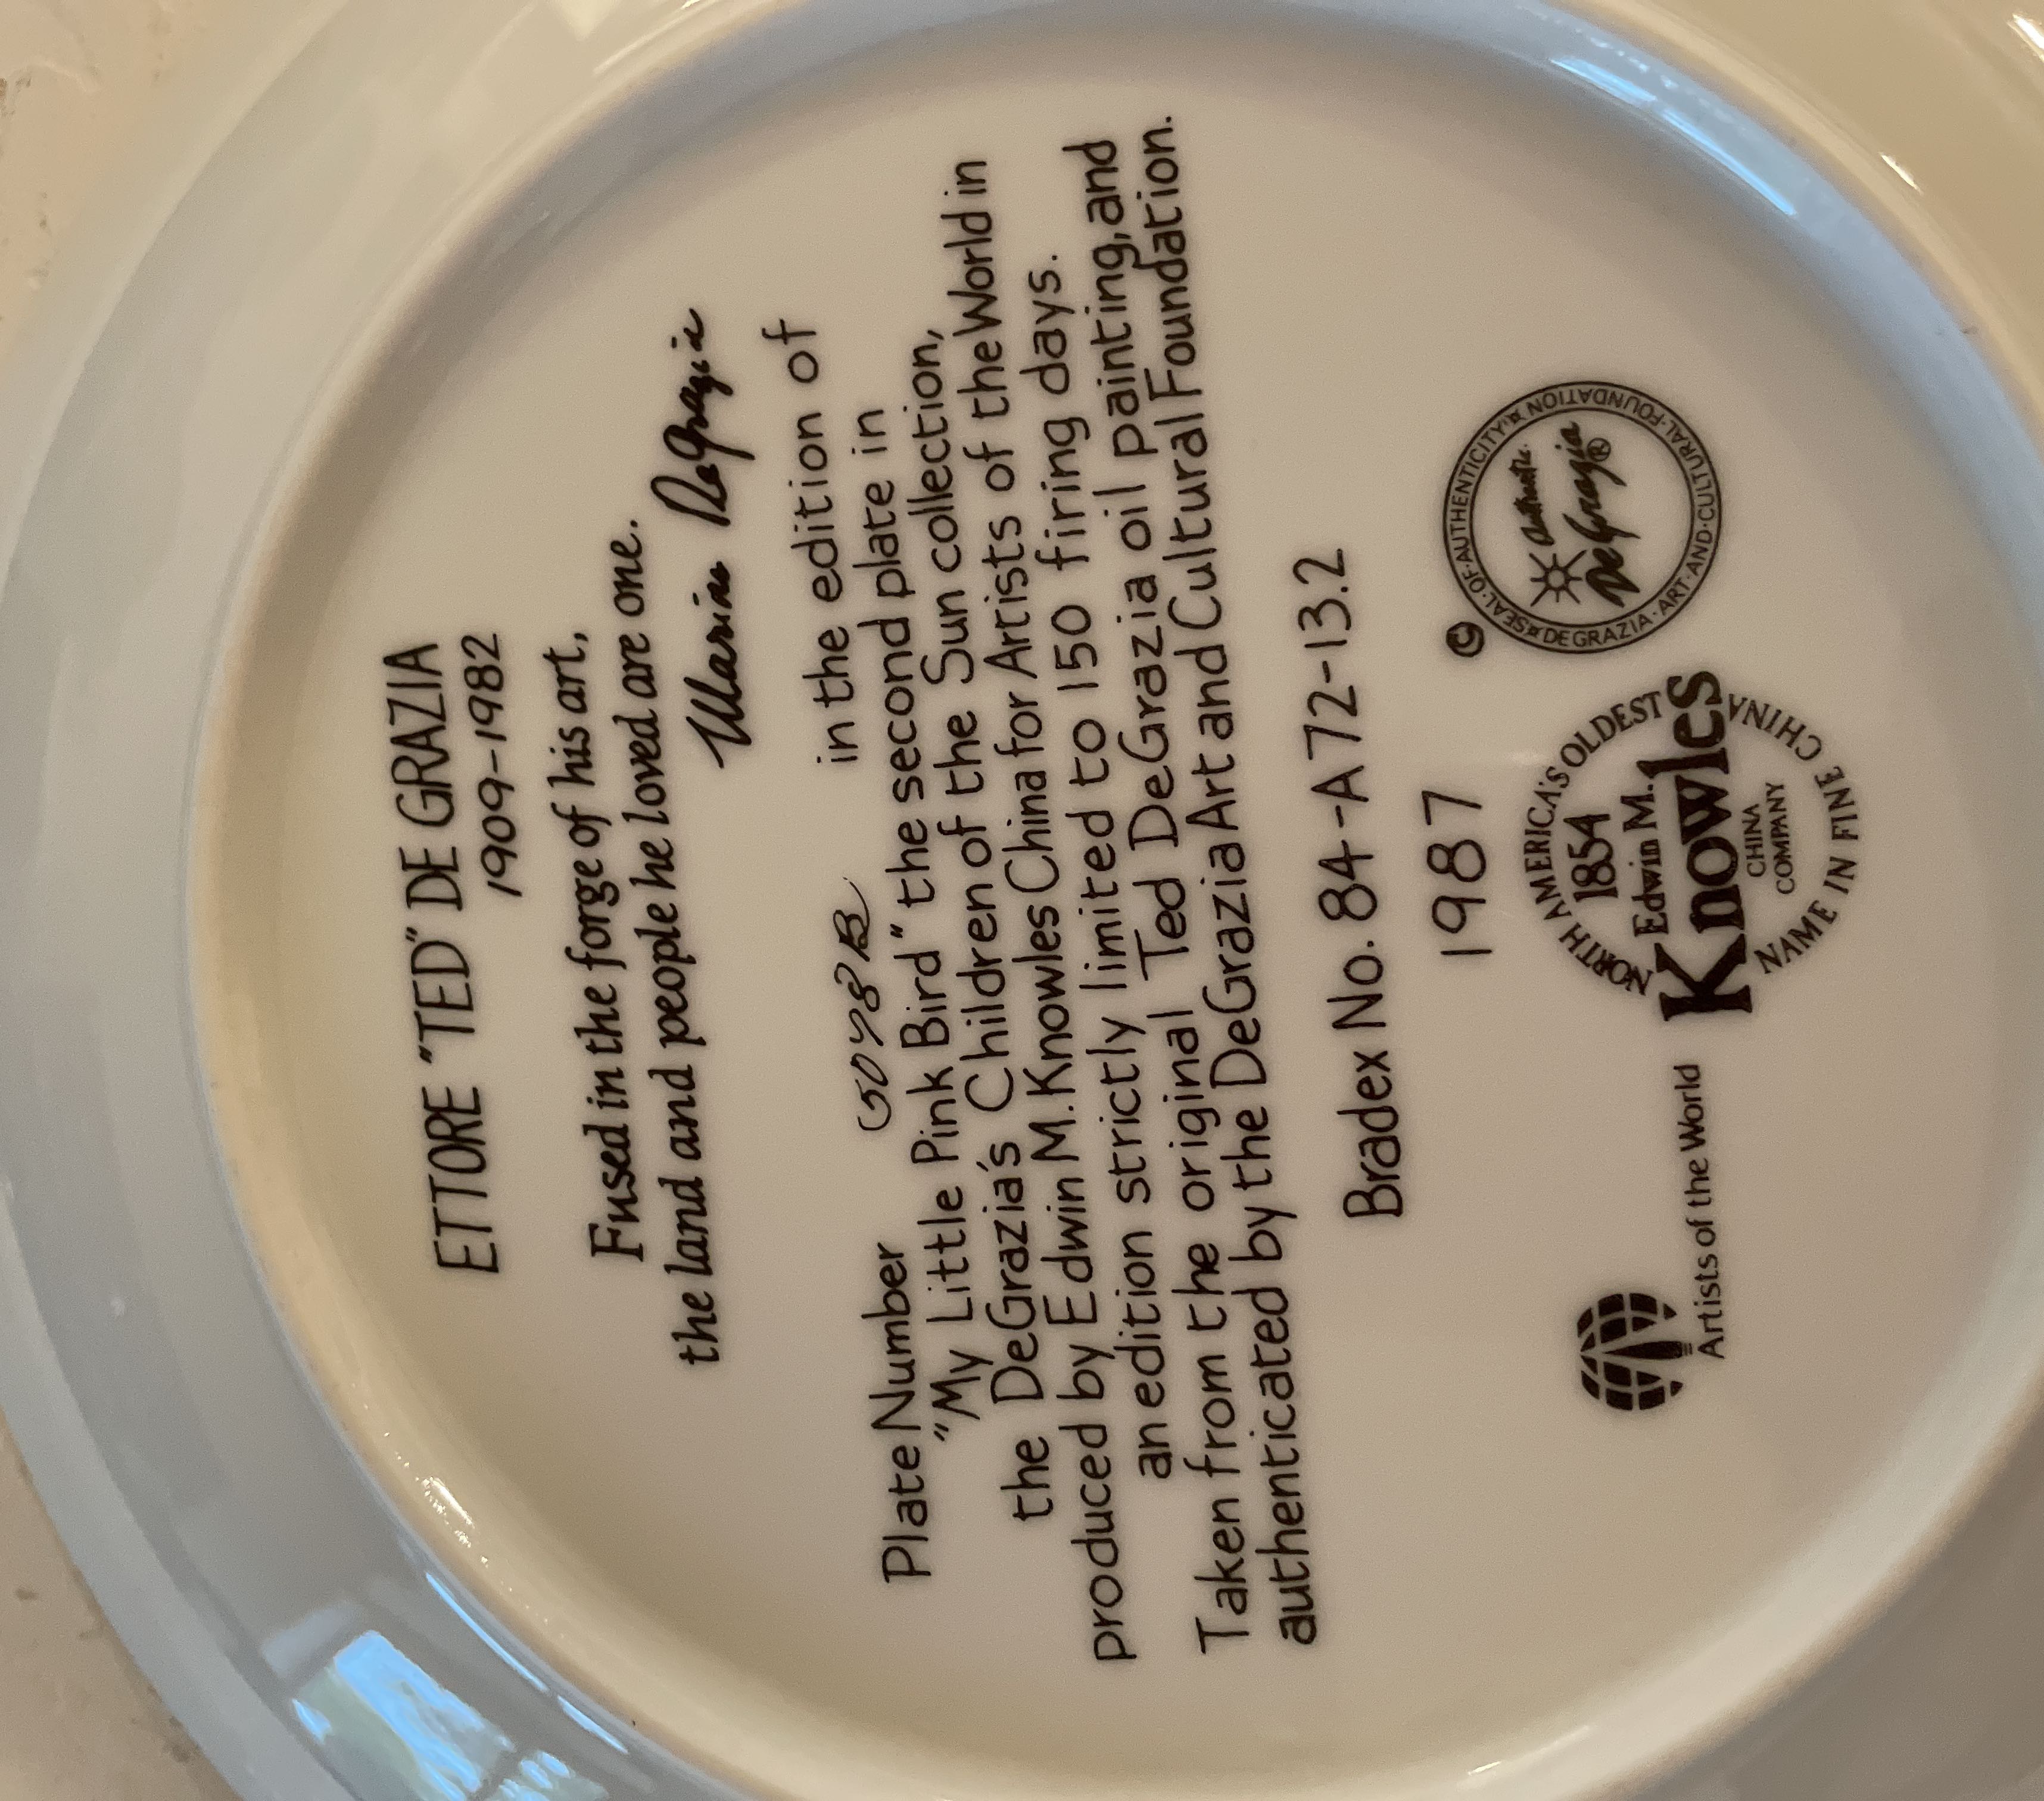 ETTORE "TED" DE GRAZIA
1909-1982
Fused in the forge of his art,
the land and people he loved are one.
Marion DeGrazia
Plate Number 5098B in the edition of
"My Little Pink Bird" the second plate in
the DeGrazia's Children of the Sun collection,
produced by Edwin M. Knowles China for Artists of the World in
an edition strictly limited to 150 firing days.
Taken from the original Ted DeGrazia oil painting, and
authenticated by the DeGrazia Art and Cultural Foundation.
Bradex No. 84-A72-13.2
1987
Artists of the World
NORTH AMERICA'S OLDEST
1854
Edwin M.
Knowles
CHINA
COMPANY
NAME IN FINE CHINA
©
SEAL·OF·AUTHENTICITY
DEGRAZIA·ART·AND·CULTURAL·FOUNDATION
Authentic
DeGrazia®